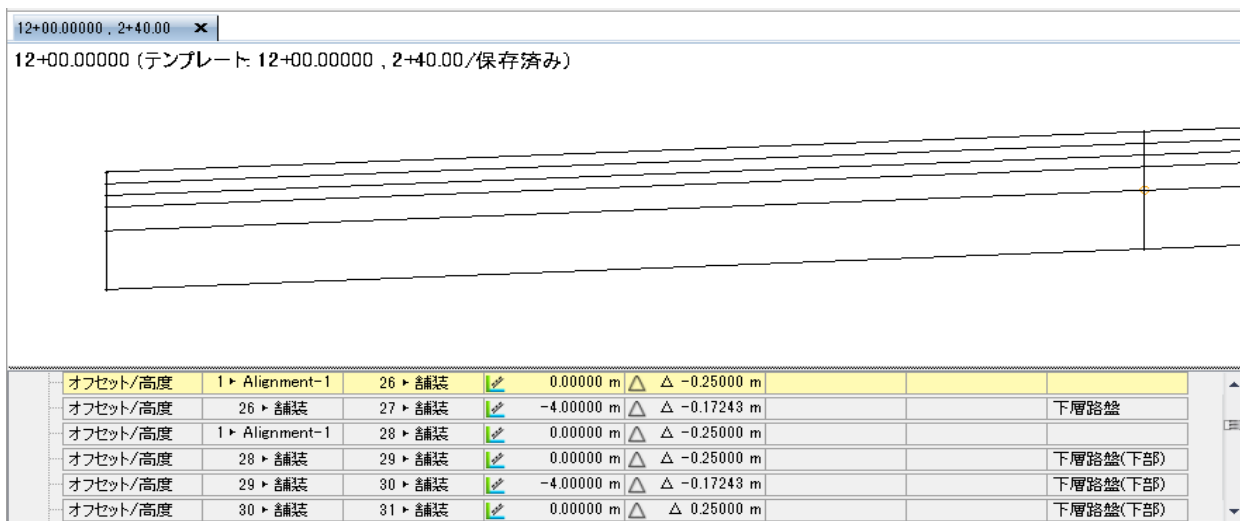 12+00.00000 , 2+40.00 ×
12+00.00000 (テンプレート: 12+00.00000 , 2+40.00/保存済み)
オフセット/高度 1 ▸ Alignment-1 26 ▸ 舗装 0.00000 m △ -0.25000 m
オフセット/高度 26 ▸ 舗装 27 ▸ 舗装 -4.00000 m △ -0.17243 m 下層路盤
オフセット/高度 1 ▸ Alignment-1 28 ▸ 舗装 0.00000 m △ -0.25000 m
オフセット/高度 28 ▸ 舗装 29 ▸ 舗装 0.00000 m △ -0.25000 m 下層路盤(下部)
オフセット/高度 29 ▸ 舗装 30 ▸ 舗装 -4.00000 m △ -0.17243 m 下層路盤(下部)
オフセット/高度 30 ▸ 舗装 31 ▸ 舗装 0.00000 m △ 0.25000 m 下層路盤(下部)